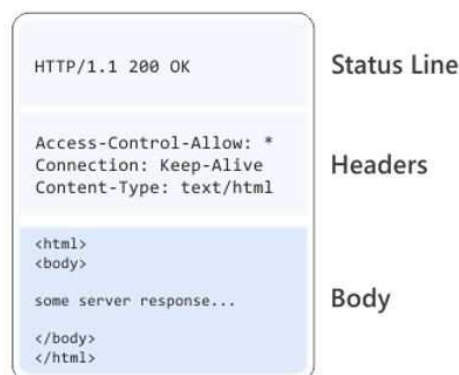 HTTP/1.1 200 OK
Status Line
Access-Control-Allow: *
Connection: Keep-Alive
Content-Type: text/html
Headers
<html>
<body>
some server response...
</body>
</html>
Body